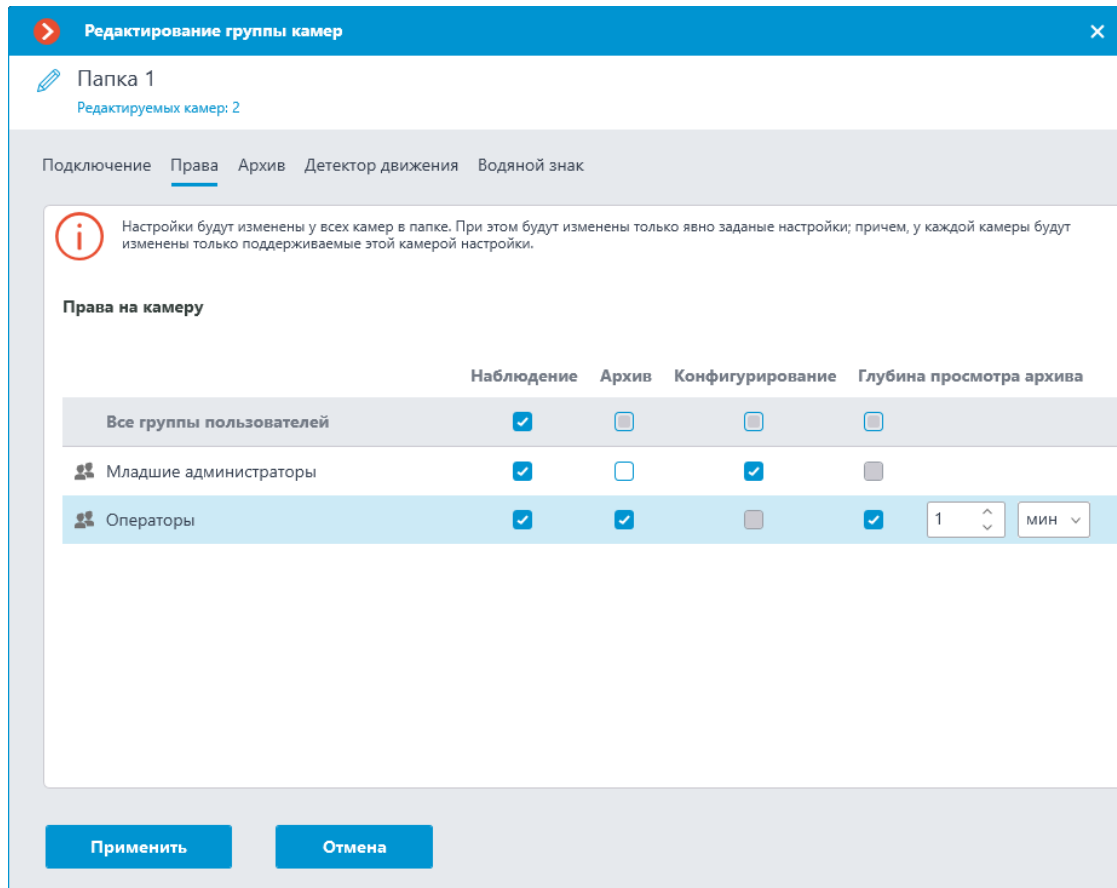 Редактирование группы камер
Папка 1
Редактируемых камер: 2
Подключение Права Архив Детектор движения Водяной знак
Настройки будут изменены у всех камер в папке. При этом будут изменены только явно заданые настройки; причем, у каждой камеры будут
изменены только поддерживаемые этой камерой настройки.
Права на камеру
Наблюдение Архив Конфигурирование Глубина просмотра архива
Все группы пользователей
Младшие администраторы
Операторы 1 мин
Применить Отмена